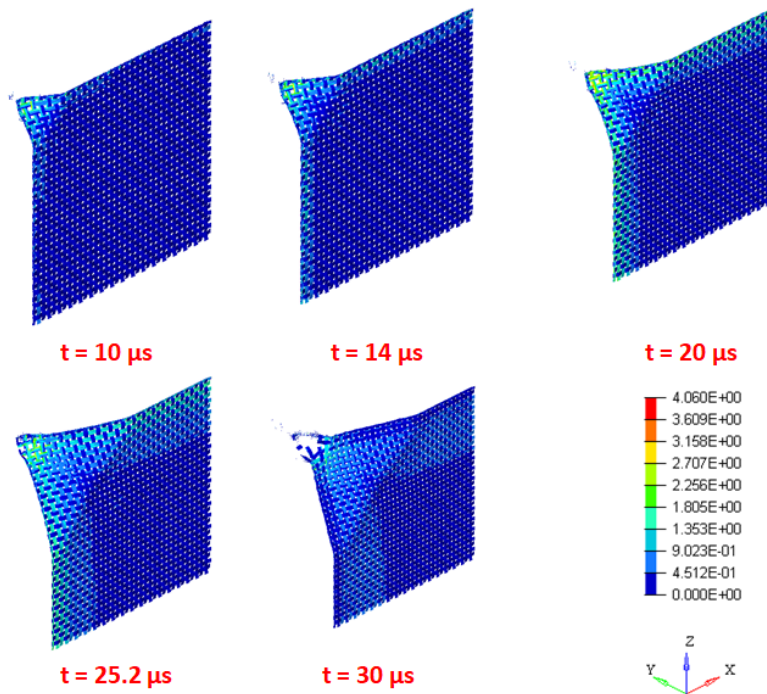 t = 10 µs
t = 14 µs
t = 20 µs
4.060E+00
3.609E+00
3.158E+00
2.707E+00
2.256E+00
1.805E+00
1.353E+00
9.023E-01
4.512E-01
0.000E+00
t = 25.2 µs
t = 30 µs
Z
Y
X